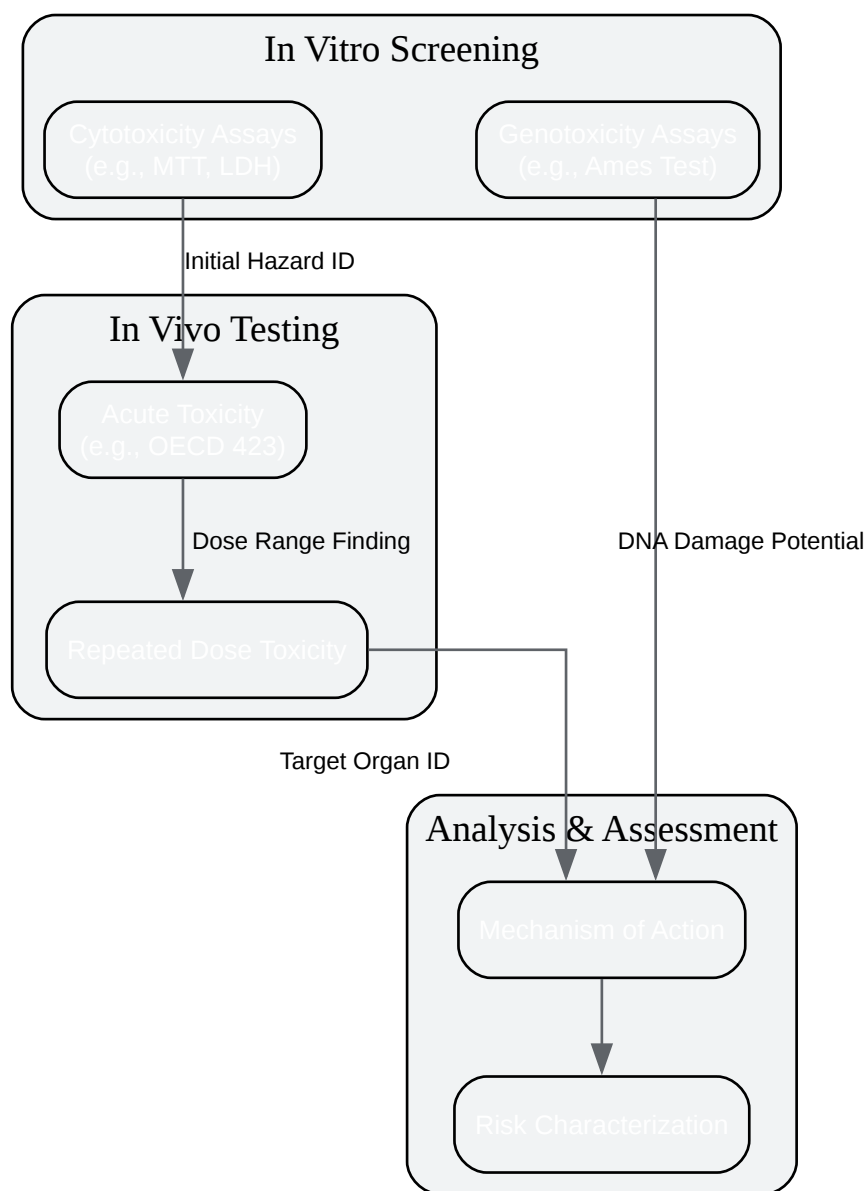 In Vitro Screening
Cytotoxicity Assays
(e.g., MTT, LDH)
Genotoxicity Assays
(e.g., Ames Test)
Initial Hazard ID
In Vivo Testing
Acute Toxicity
(e.g., OECD 423)
Dose Range Finding
DNA Damage Potential
Repeated Dose Toxicity
Target Organ ID
Analysis & Assessment
Mechanism of Action
Risk Characterization